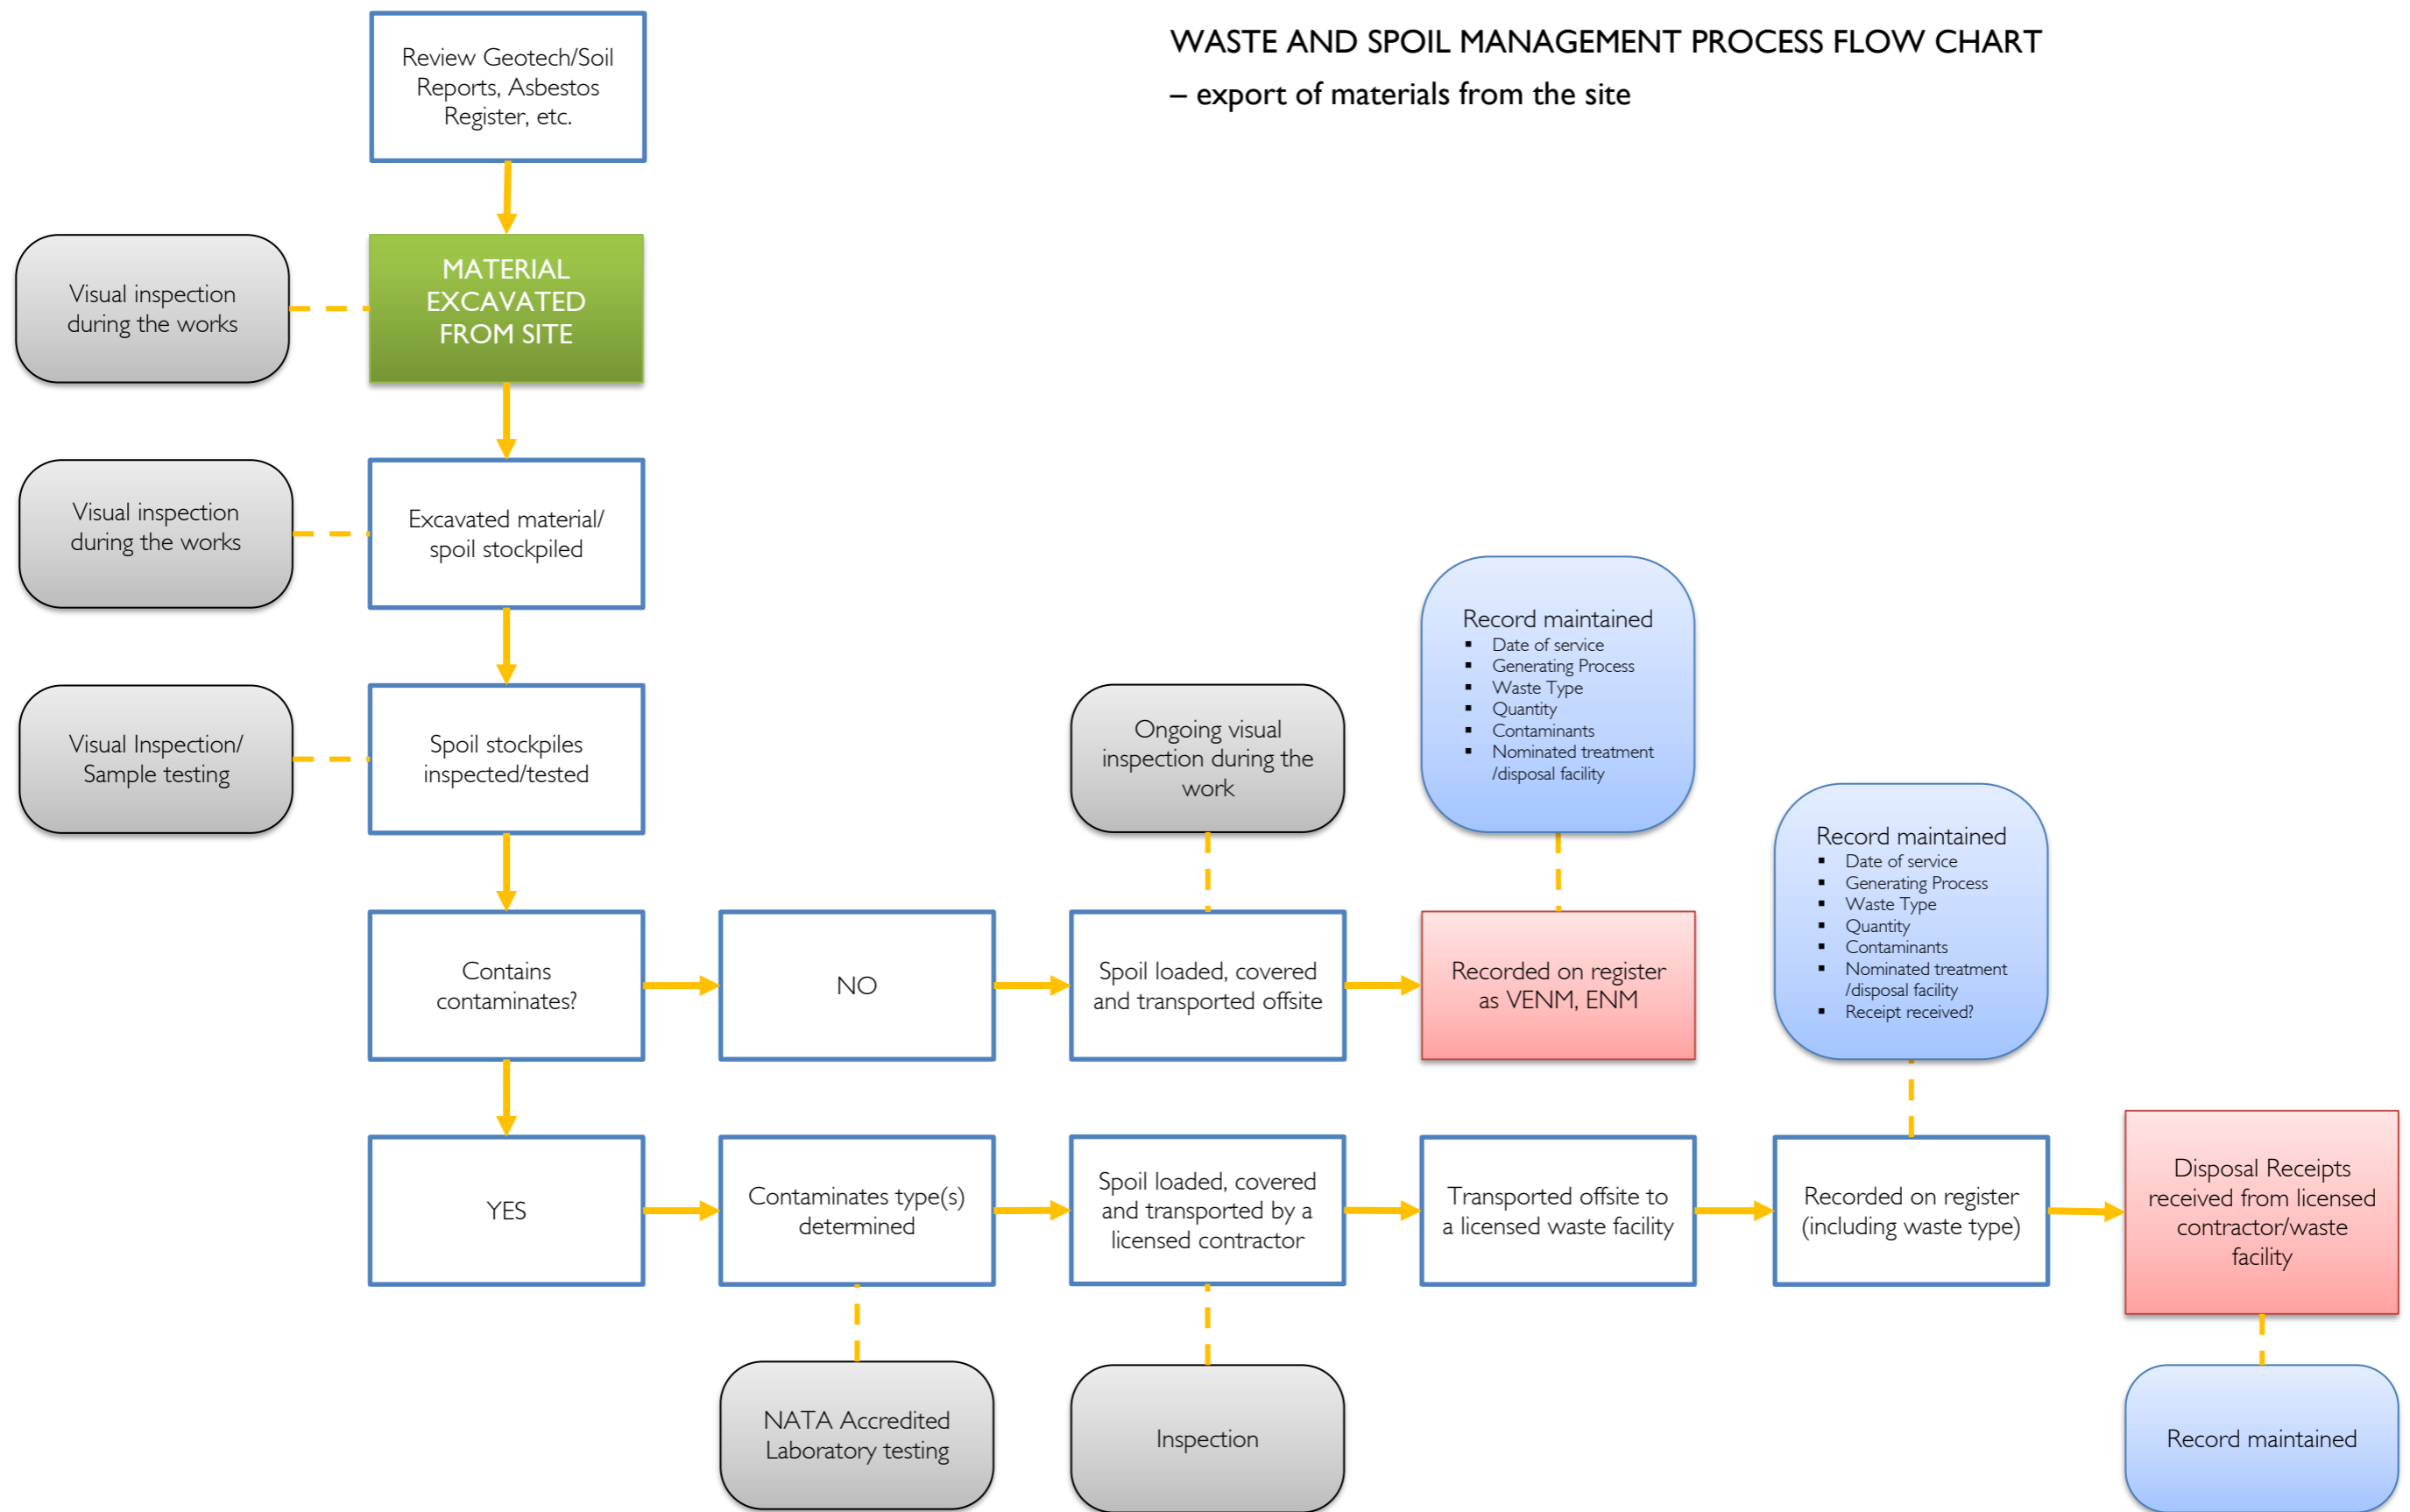 WASTE AND SPOIL MANAGEMENT PROCESS FLOW CHART
– export of materials from the site
Review Geotech/Soil
Reports, Asbestos
Register, etc.
Visual inspection
during the works
MATERIAL
EXCAVATED
FROM SITE
Visual inspection
during the works
Excavated material/
spoil stockpiled
Visual Inspection/
Sample testing
Spoil stockpiles
inspected/tested
Ongoing visual
inspection during the
work
Record maintained
▪ Date of service
▪ Generating Process
▪ Waste Type
▪ Quantity
▪ Contaminants
▪ Nominated treatment
/disposal facility
Record maintained
▪ Date of service
▪ Generating Process
▪ Waste Type
▪ Quantity
▪ Contaminants
▪ Nominated treatment
/disposal facility
▪ Receipt received?
Contains
contaminates?
NO
Spoil loaded, covered
and transported offsite
Recorded on register
as VENM, ENM
YES
Contaminates type(s)
determined
Spoil loaded, covered
and transported by a
licensed contractor
Transported offsite to
a licensed waste facility
Recorded on register
(including waste type)
Disposal Receipts
received from licensed
contractor/waste
facility
NATA Accredited
Laboratory testing
Inspection
Record maintained